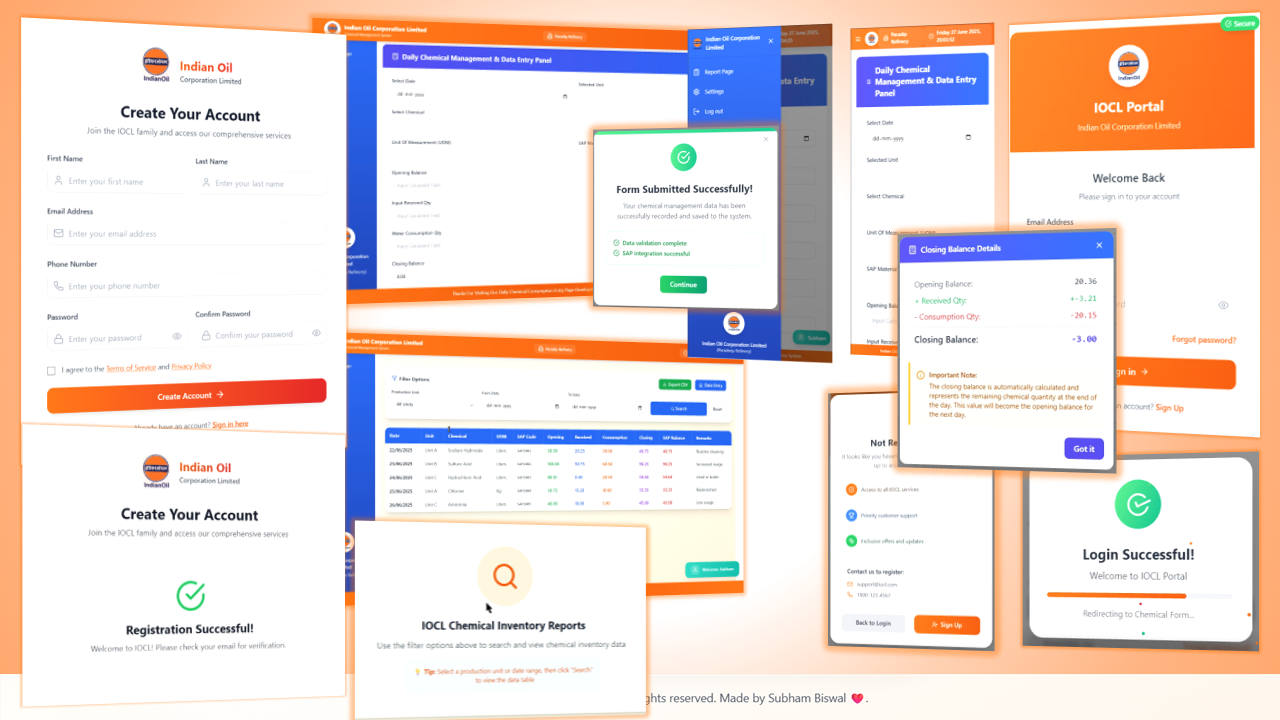 IndianOil
Indian Oil
Corporation Limited
Create Your Account
Join the IOCL family and access our comprehensive services
First Name
Last Name
Enter your first name
Enter your last name
Email Address
Enter your email address
Phone Number
Enter your phone number
Password
Confirm Password
Enter your password
Confirm your password
I agree to the Terms of Service and Privacy Policy
Create Account →
Already have an account? Sign in here
IndianOil
Indian Oil
Corporation Limited
Create Your Account
Join the IOCL family and access our comprehensive services
Registration Successful!
Welcome to IOCL! Please check your email for verification.
Indian Oil Corporation Limited
Paradip Refinery
Daily Chemical Management & Data Entry Panel
Select Date
dd-mm-yyyy
Selected Unit
Select Chemical
Unit Of Measurement (UOM)
Opening Balance
Input Received Qty
Consumption Qty
Closing Balance
Indian Oil Corporation
Limited
Report Page
Settings
Log out
Form Submitted Successfully!
Your chemical management data has been
successfully recorded and saved to the system.
Data validation complete
SAP integration successful
Continue
Indian Oil Corporation Limited
Subham
Corporation Limited
Paradip Refinery
Filter Options
Export CSV
Data Entry
Production Unit
From Date
To Date
All Units
dd-mm-yyyy
dd-mm-yyyy
Search
Reset
Date Unit Chemical UOM SAP Code Opening Received Consumption Closing SAP Balance Remarks
22/06/2025 Unit A Sodium Hydroxide
23/06/2025 Unit B Sulfuric Acid
24/06/2025 Unit C Hydrochloric Acid
25/06/2025 Unit A Chlorine Kg
26/06/2025 Unit C Ammonia
Welcome Subham
IOCL Chemical Inventory Reports
Use the filter options above to search and view chemical inventory data
Tip: Select a production unit or date range, then click "Search"
to view the data table
Paradip
Refinery
Friday 27 June 2025,
Daily Chemical
Management & Data Entry
Panel
Select Date
dd-mm-yyyy
Selected Unit
Select Chemical
Secure
IndianOil
IOCL Portal
Indian Oil Corporation Limited
Welcome Back
Please sign in to your account
Email Address
Forgot password?
n in →
account? Sign Up
Closing Balance Details
Opening Balance: 20.36
+ Received Qty: +-3.21
- Consumption Qty: -20.15
Closing Balance: -3.00
Important Note:
The closing balance is automatically calculated and
represents the remaining chemical quantity at the end of
the day. This value will become the opening balance for
the next day.
Got it
Not Re
It looks like you haven
Access to all IOCL services
Priority customer support
Exclusive offers and updates
Contact us to register:
support@iocl.com
1800 123 4567
Back to Login
Sign Up
Login Successful!
Welcome to IOCL Portal
Redirecting to Chemical Form...
ghts reserved. Made by Subham Biswal ❤️ .